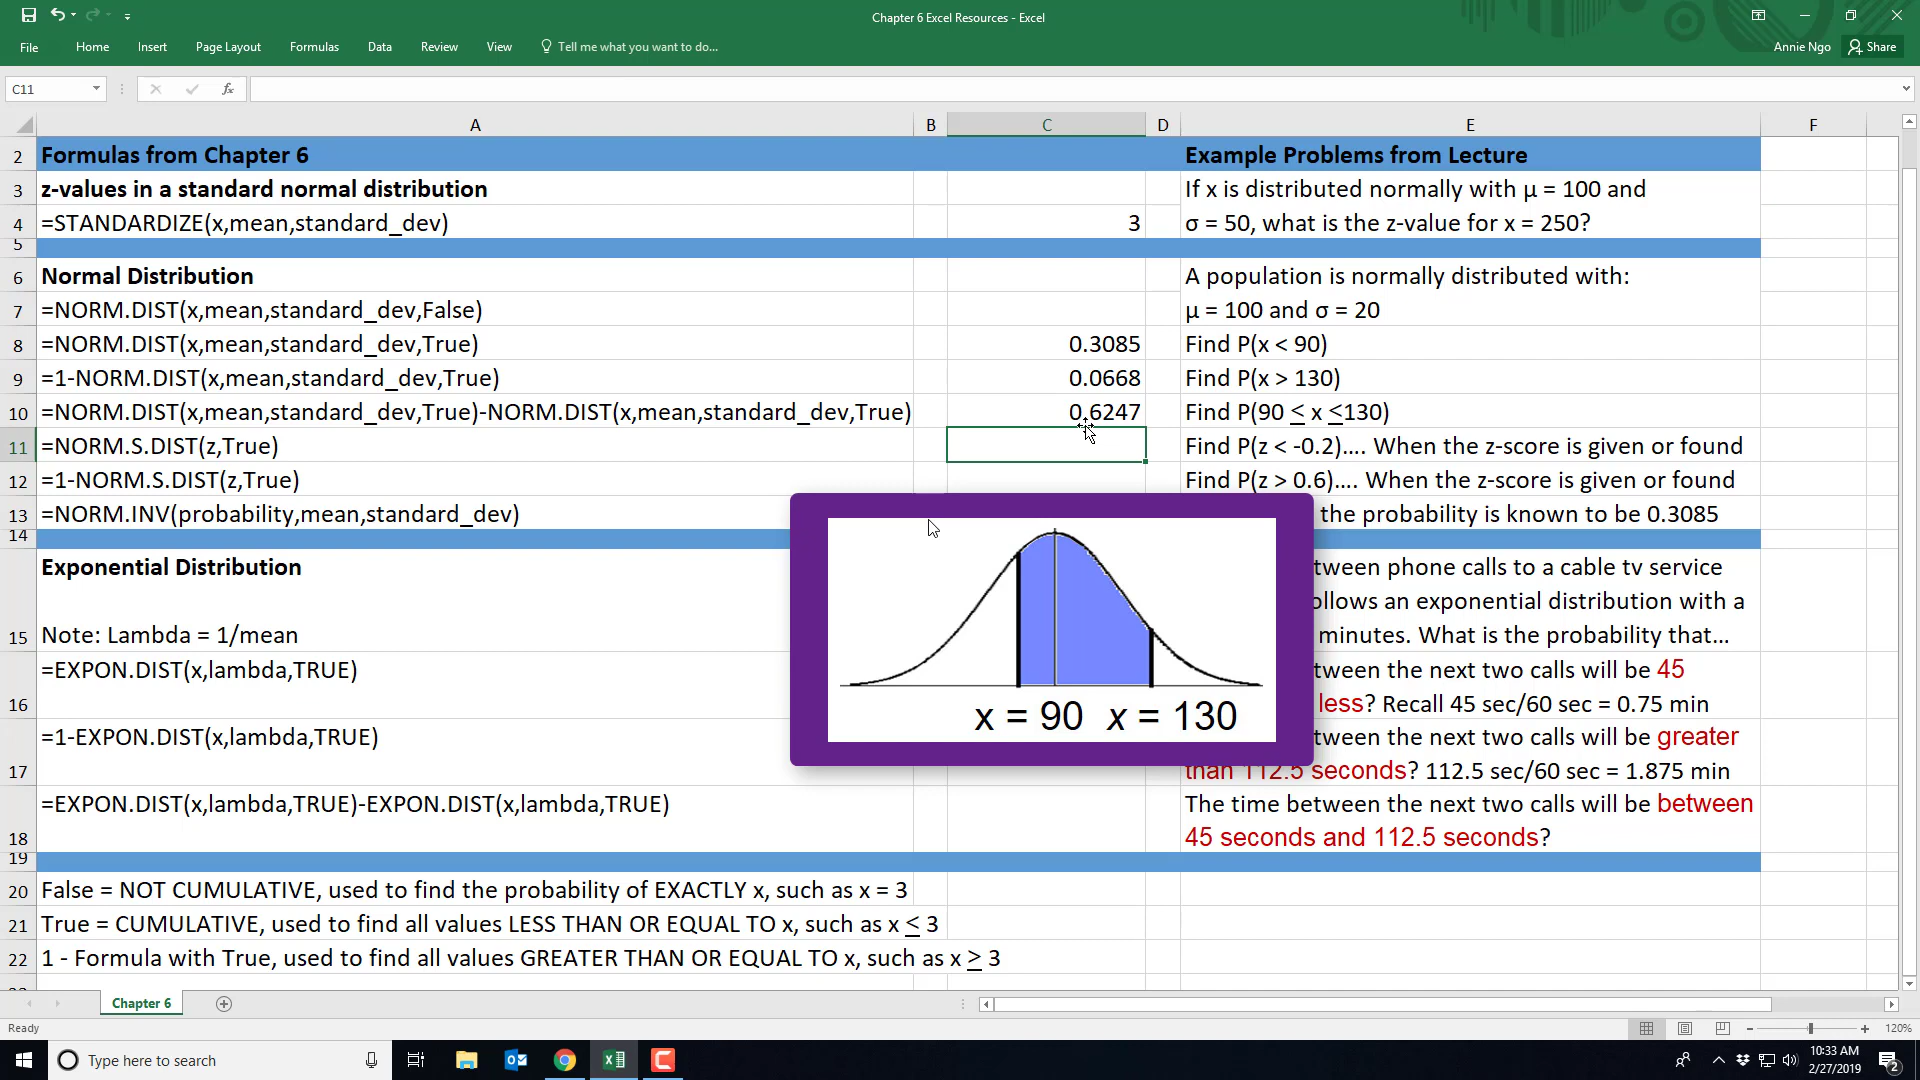 Chapter 6 Excel Resources - Excel
File Home Insert Page Layout Formulas Data Review View Tell me what you want to do... Annie Ngo Share
C11 fx
A B C D E F
2 Formulas from Chapter 6 Example Problems from Lecture
3 z-values in a standard normal distribution If x is distributed normally with μ = 100 and
4 =STANDARDIZE(x,mean,standard_dev) 3 σ = 50, what is the z-value for x = 250?
5
6 Normal Distribution A population is normally distributed with:
7 =NORM.DIST(x,mean,standard_dev,False) μ = 100 and σ = 20
8 =NORM.DIST(x,mean,standard_dev,True) 0.3085 Find P(x < 90)
9 =1-NORM.DIST(x,mean,standard_dev,True) 0.0668 Find P(x > 130)
10 =NORM.DIST(x,mean,standard_dev,True)-NORM.DIST(x,mean,standard_dev,True) 0.6247 Find P(90 ≤ x ≤130)
11 =NORM.S.DIST(z,True) Find P(z < -0.2).... When the z-score is given or found
12 =1-NORM.S.DIST(z,True) Find P(z > 0.6).... When the z-score is given or found
13 =NORM.INV(probability,mean,standard_dev) the probability is known to be 0.3085
14
Exponential Distribution tween phone calls to a cable tv service
ollows an exponential distribution with a
15 Note: Lambda = 1/mean minutes. What is the probability that...
=EXPON.DIST(x,lambda,TRUE) tween the next two calls will be 45
16 less? Recall 45 sec/60 sec = 0.75 min
x = 90 x = 130
=1-EXPON.DIST(x,lambda,TRUE) tween the next two calls will be greater
17 than 112.5 seconds? 112.5 sec/60 sec = 1.875 min
=EXPON.DIST(x,lambda,TRUE)-EXPON.DIST(x,lambda,TRUE) The time between the next two calls will be between
18 45 seconds and 112.5 seconds?
19
20 False = NOT CUMULATIVE, used to find the probability of EXACTLY x, such as x = 3
21 True = CUMULATIVE, used to find all values LESS THAN OR EQUAL TO x, such as x ≤ 3
22 1 - Formula with True, used to find all values GREATER THAN OR EQUAL TO x, such as x ≥ 3
Chapter 6
Ready 120%
Type here to search 10:33 AM
2/27/2019 2